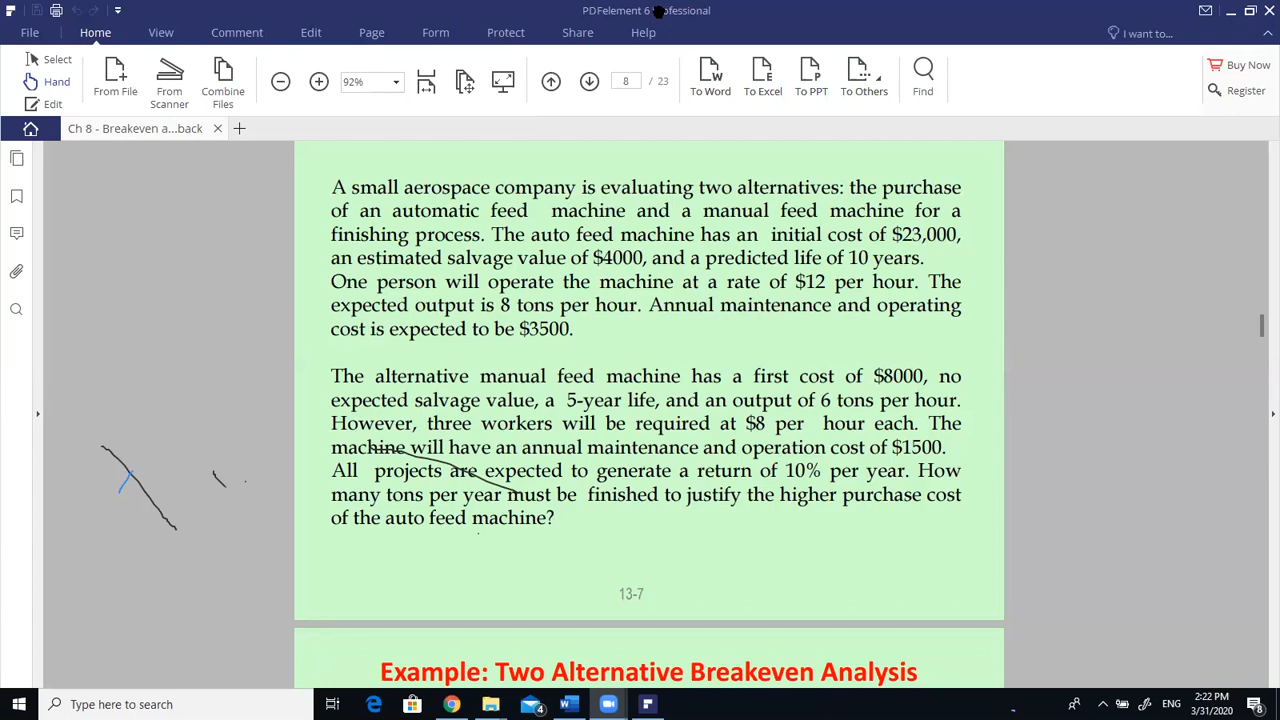 PDFelement 6 Professional
File Home View Comment Edit Form Page Protect Share Help I want to...
Select
Hand
Edit
From File
From Scanner
Combine Files
92%
8 / 23
To Word
To Excel
To PPT
To Others
Find
Buy Now
Register
Ch 8 - Breakeven a...back
A small aerospace company is evaluating two alternatives: the purchase
of an automatic feed machine and a manual feed machine for a
finishing process. The auto feed machine has an initial cost of $23,000,
an estimated salvage value of $4000, and a predicted life of 10 years.
One person will operate the machine at a rate of $12 per hour. The
expected output is 8 tons per hour. Annual maintenance and operating
cost is expected to be $3500.
The alternative manual feed machine has a first cost of $8000, no
expected salvage value, a 5-year life, and an output of 6 tons per hour.
However, three workers will be required at $8 per hour each. The
machine will have an annual maintenance and operation cost of $1500.
All projects are expected to generate a return of 10% per year. How
many tons per year must be finished to justify the higher purchase cost
of the auto feed machine?
13-7
Example: Two Alternative Breakeven Analysis
Type here to search
4
ENG
2:22 PM
3/31/2020
8